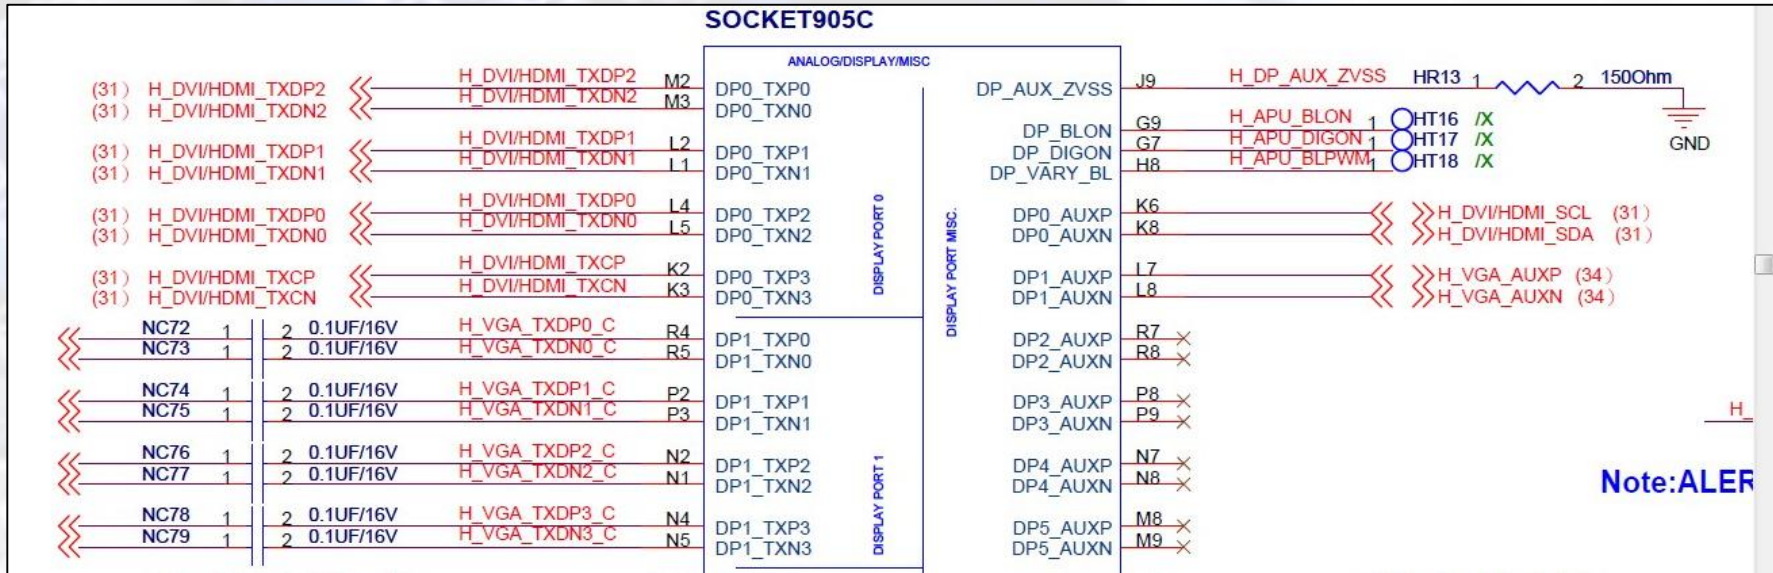 SOCKET905C
ANALOG/DISPLAY/MISC
(31) H_DVI/HDMI_TXDP2 H_DVI/HDMI_TXDP2 M2 DP0_TXP0
(31) H_DVI/HDMI_TXDN2 H_DVI/HDMI_TXDN2 M3 DP0_TXN0
(31) H_DVI/HDMI_TXDP1 H_DVI/HDMI_TXDP1 L2 DP0_TXP1
(31) H_DVI/HDMI_TXDN1 H_DVI/HDMI_TXDN1 L1 DP0_TXN1
(31) H_DVI/HDMI_TXDP0 H_DVI/HDMI_TXDP0 L4 DP0_TXP2
(31) H_DVI/HDMI_TXDN0 H_DVI/HDMI_TXDN0 L5 DP0_TXN2
(31) H_DVI/HDMI_TXCP H_DVI/HDMI_TXCP K2 DP0_TXP3
(31) H_DVI/HDMI_TXCN H_DVI/HDMI_TXCN K3 DP0_TXN3
NC72 1 2 0.1UF/16V H_VGA_TXDP0_C R4 DP1_TXP0
NC73 1 2 0.1UF/16V H_VGA_TXDN0_C R5 DP1_TXN0
NC74 1 2 0.1UF/16V H_VGA_TXDP1_C P2 DP1_TXP1
NC75 1 2 0.1UF/16V H_VGA_TXDN1_C P3 DP1_TXN1
NC76 1 2 0.1UF/16V H_VGA_TXDP2_C N2 DP1_TXP2
NC77 1 2 0.1UF/16V H_VGA_TXDN2_C N1 DP1_TXN2
NC78 1 2 0.1UF/16V H_VGA_TXDP3_C N4 DP1_TXP3
NC79 1 2 0.1UF/16V H_VGA_TXDN3_C N5 DP1_TXN3
DISPLAY PORT 0
DISPLAY PORT 1
DISPLAY PORT MISC.
DP_AUX_ZVSS J9 H_DP_AUX_ZVSS HR13 1 2 150Ohm
GND
DP_BLON G9 H_APU_BLON 1 HT16 /X
DP_DIGON G7 H_APU_DIGON 1 HT17 /X
DP_VARY_BL H8 H_APU_BLPWM 1 HT18 /X
DP0_AUXP K6 H_DVI/HDMI_SCL (31)
DP0_AUXN K8 H_DVI/HDMI_SDA (31)
DP1_AUXP L7 H_VGA_AUXP (34)
DP1_AUXN L8 H_VGA_AUXN (34)
DP2_AUXP R7
DP2_AUXN R8
DP3_AUXP P8
DP3_AUXN P9
DP4_AUXP N7
DP4_AUXN N8
DP5_AUXP M8
DP5_AUXN M9
H_
Note:ALER